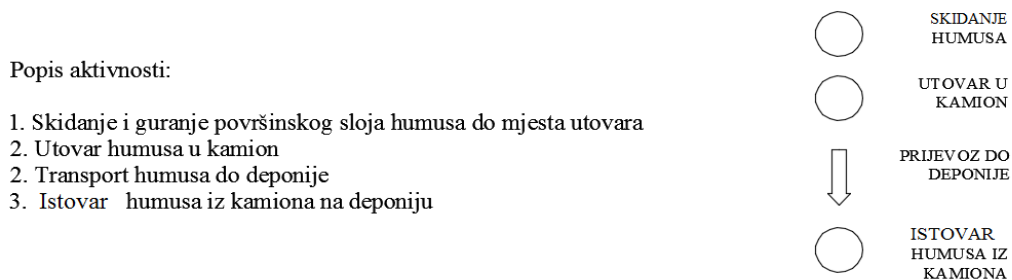 Popis aktivnosti:
1. Skidanje i guranje površinskog sloja humusa do mjesta utovara
2. Utovar humusa u kamion
2. Transport humusa do deponije
3. Istovar humusa iz kamiona na deponiju
SKIDANJE
HUMUSA
UTOVAR U
KAMION
PRIJEVOZ DO
DEPONIJE
ISTOVAR
HUMUSA IZ
KAMIONA